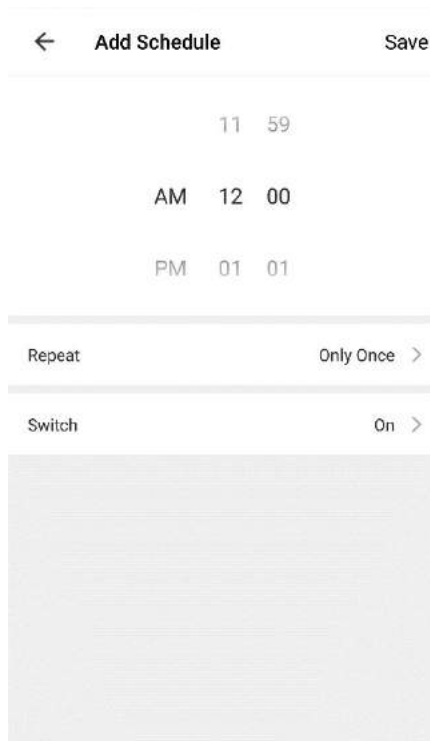 Add Schedule Save
11 59
AM 12 00
PM 01 01
Repeat Only Once
Switch On